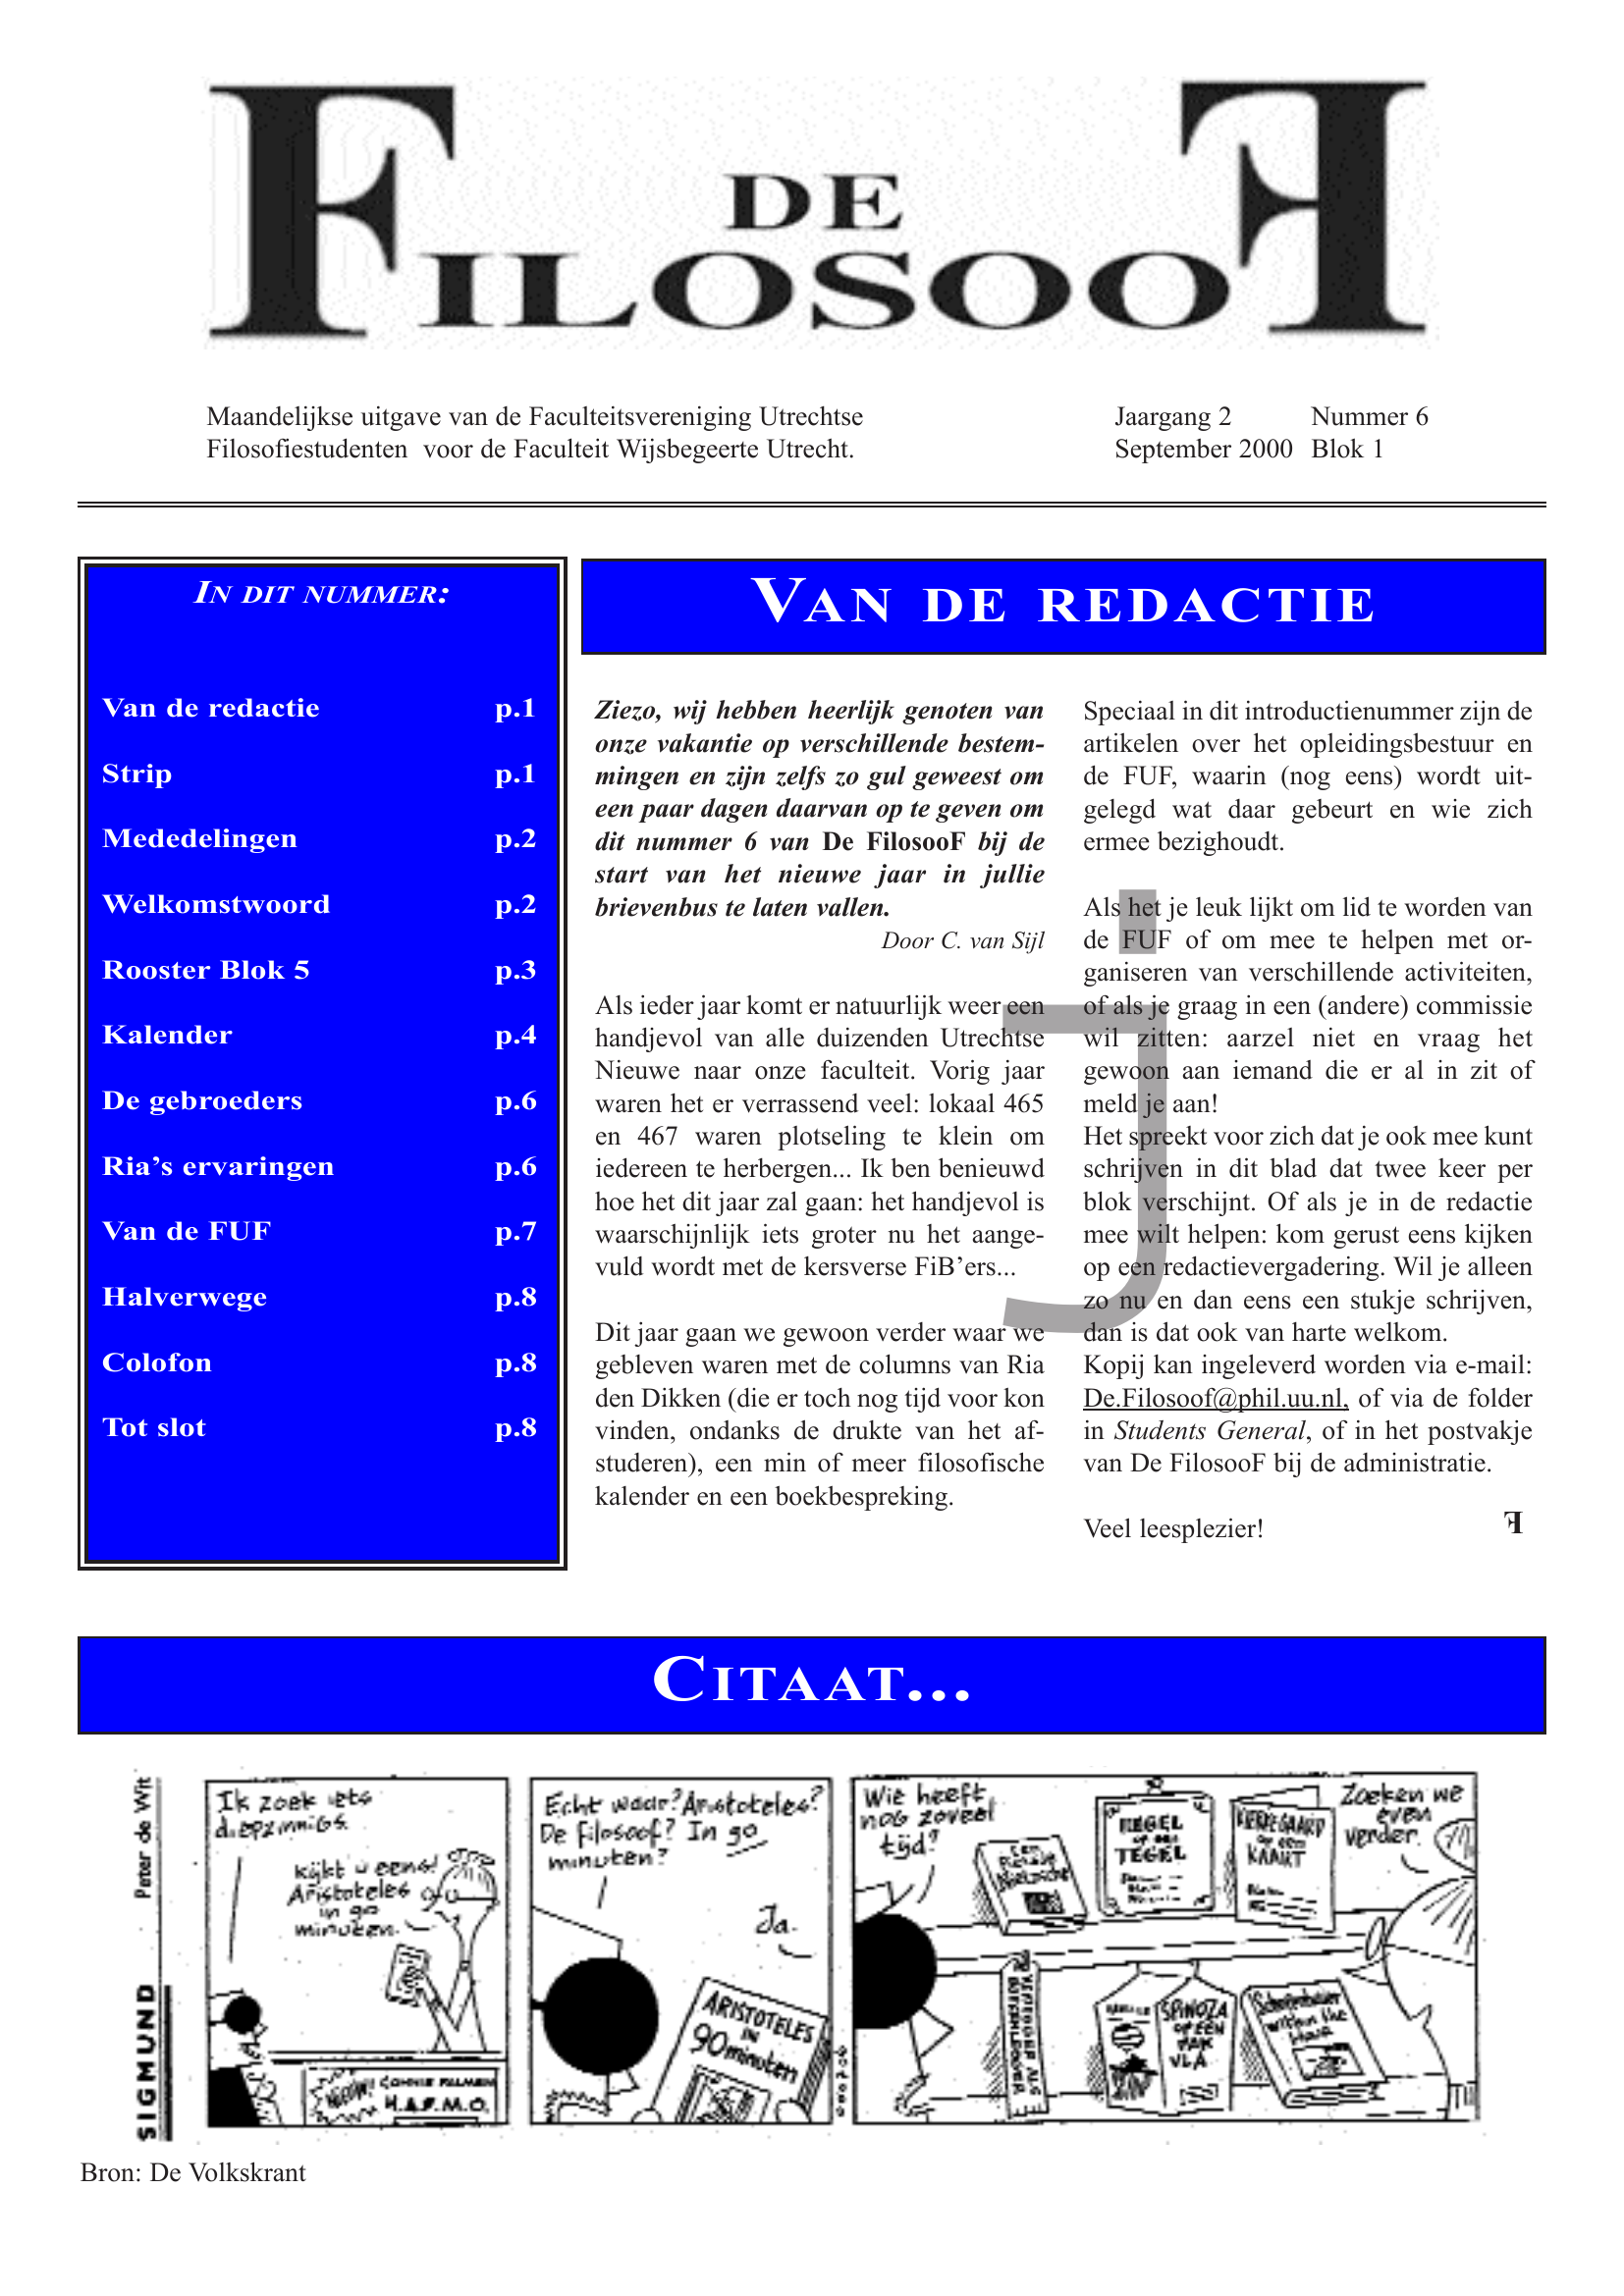 DE
FILOSOOF
Maandelijkse uitgave van de Faculteitsvereniging Utrechtse
Filosofiestudenten voor de Faculteit Wijsbegeerte Utrecht.
Jaargang 2 Nummer 6
September 2000 Blok 1
IN DIT NUMMER:
Van de redactie p.1
Strip p.1
Mededelingen p.2
Welkomstwoord p.2
Rooster Blok 5 p.3
Kalender p.4
De gebroeders p.6
Ria's ervaringen p.6
Van de FUF p.7
Halverwege p.8
Colofon p.8
Tot slot p.8
VAN DE REDACTIE
Ziezo, wij hebben heerlijk genoten van
onze vakantie op verschillende bestem-
mingen en zijn zelfs zo gul geweest om
een paar dagen daarvan op te geven om
dit nummer 6 van De FilosooF bij de
start van het nieuwe jaar in jullie
brievenbus te laten vallen.
Door C. van Sijl
Als ieder jaar komt er natuurlijk weer een
handjevol van alle duizenden Utrechtse
Nieuwe naar onze faculteit. Vorig jaar
waren het er verrassend veel: lokaal 465
en 467 waren plotseling te klein om
iedereen te herbergen... Ik ben benieuwd
hoe het dit jaar zal gaan: het handjevol is
waarschijnlijk iets groter nu het aange-
vuld wordt met de kersverse FiB'ers...
Dit jaar gaan we gewoon verder waar we
gebleven waren met de columns van Ria
den Dikken (die er toch nog tijd voor kon
vinden, ondanks de drukte van het af-
studeren), een min of meer filosofische
kalender en een boekbespreking.
Speciaal in dit introductienummer zijn de
artikelen over het opleidingsbestuur en
de FUF, waarin (nog eens) wordt uit-
gelegd wat daar gebeurt en wie zich
ermee bezighoudt.
Als het je leuk lijkt om lid te worden van
de FUF of om mee te helpen met or-
ganiseren van verschillende activiteiten,
of als je graag in een (andere) commissie
wil zitten: aarzel niet en vraag het
gewoon aan iemand die er al in zit of
meld je aan!
Het spreekt voor zich dat je ook mee kunt
schrijven in dit blad dat twee keer per
blok verschijnt. Of als je in de redactie
mee wilt helpen: kom gerust eens kijken
op een redactievergadering. Wil je alleen
zo nu en dan eens een stukje schrijven,
dan is dat ook van harte welkom.
Kopij kan ingeleverd worden via e-mail:
De.Filosoof@phil.uu.nl, of via de folder
in Students General, of in het postvakje
van De FilosooF bij de administratie.
Veel leesplezier!
F
j
CITAAT...
SIGMUND Peter de Wit
Ik zoek iets
diepzinnigs.
Kijkt u eens!
Aristoteles
in 90
minuten.
NIEUW! CONNIE PALMEN
H.A.F.M.O.
Echt waar? Aristoteles?
De filosoof? In 90
minuten?
Ja.
ARISTOTELES
IN
90 minuten
Wie heeft
nog zoveel
tijd?
Nietzsche
HEGEL
OP EEN
TEGEL
KIERKEGAARD
op een
KAART
Zoeken we
even
verder.
SPINOZA
OP EEN
PAK
VLA
Schopenhauer
within the
Bron: De Volkskrant